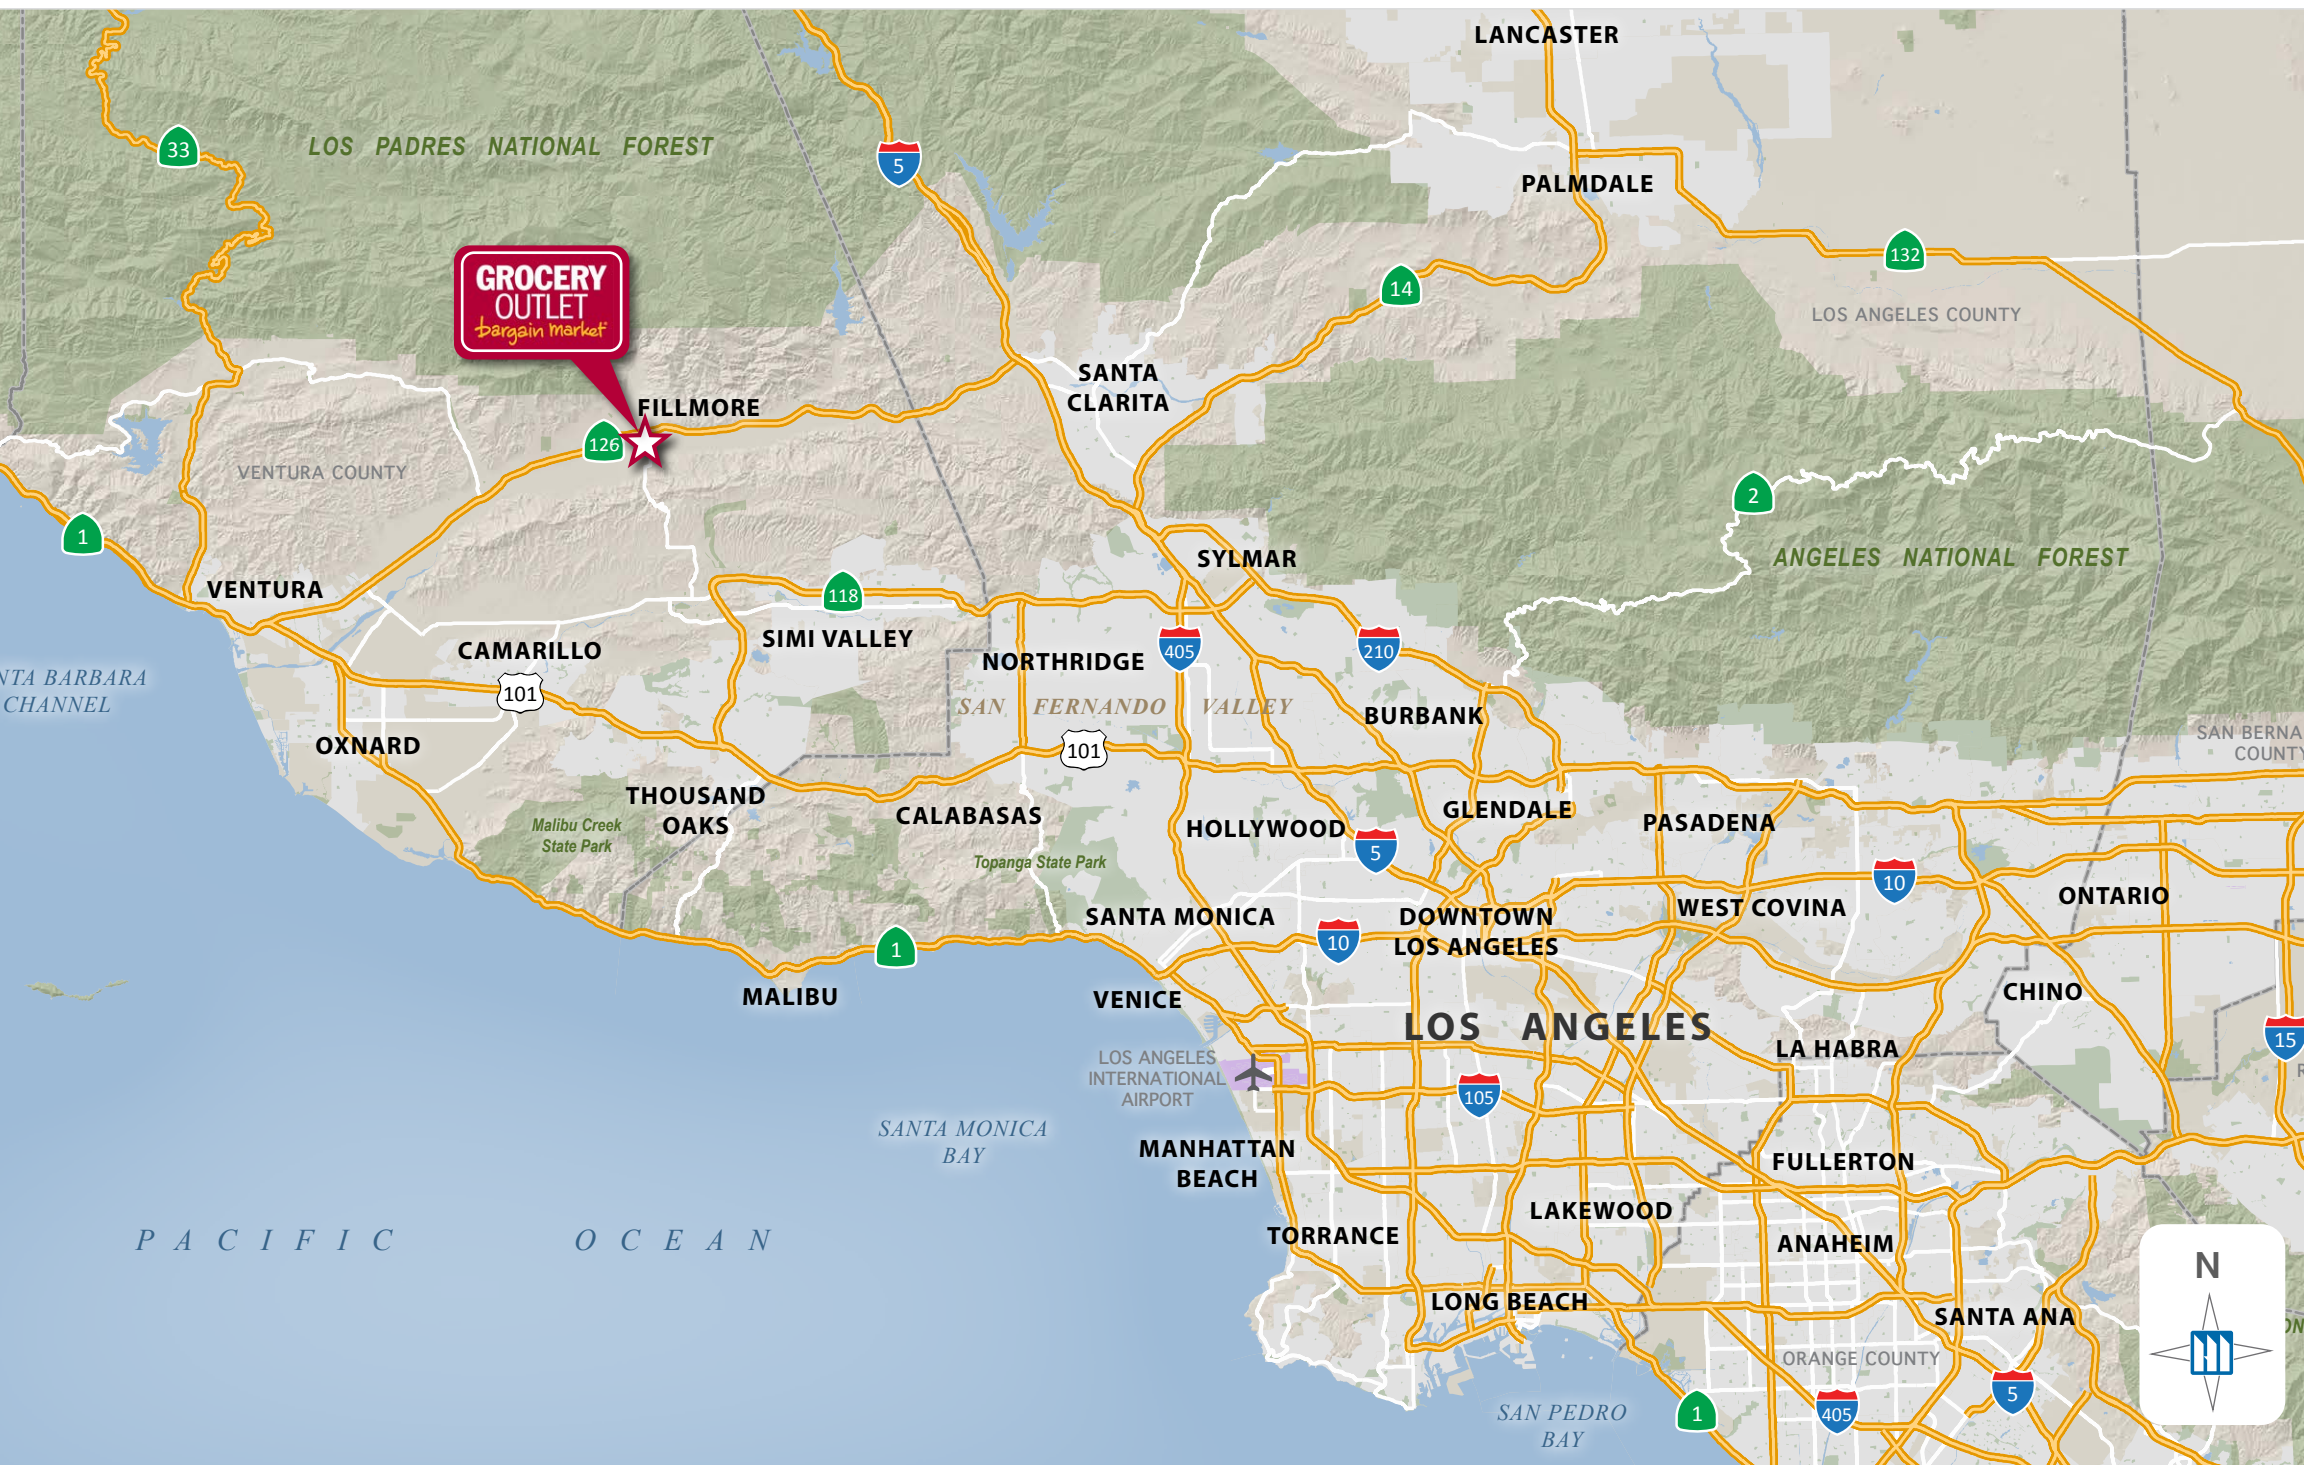 LANCASTER
33
LOS PADRES NATIONAL FOREST
5
PALMDALE
132
GROCERY
OUTLET
bargain market
14
LOS ANGELES COUNTY
SANTA
CLARITA
FILLMORE
126
VENTURA COUNTY
2
1
ANGELES NATIONAL FOREST
SYLMAR
VENTURA
118
SIMI VALLEY
CAMARILLO
NORTHRIDGE
405
210
NTA BARBARA
CHANNEL
101
SAN FERNANDO VALLEY
BURBANK
OXNARD
101
SAN BERNA
COUNTY
THOUSAND
OAKS
CALABASAS
GLENDALE
HOLLYWOOD
PASADENA
Malibu Creek
State Park
5
Topanga State Park
10
ONTARIO
SANTA MONICA
DOWNTOWN
LOS ANGELES
WEST COVINA
10
1
MALIBU
VENICE
CHINO
LOS ANGELES
15
LA HABRA
LOS ANGELES
INTERNATIONAL
AIRPORT
105
R
SANTA MONICA
BAY
MANHATTAN
BEACH
FULLERTON
LAKEWOOD
PACIFIC OCEAN
TORRANCE
ANAHEIM
N
LONG BEACH
SANTA ANA
ON
ORANGE COUNTY
5
SAN PEDRO
BAY
1
405